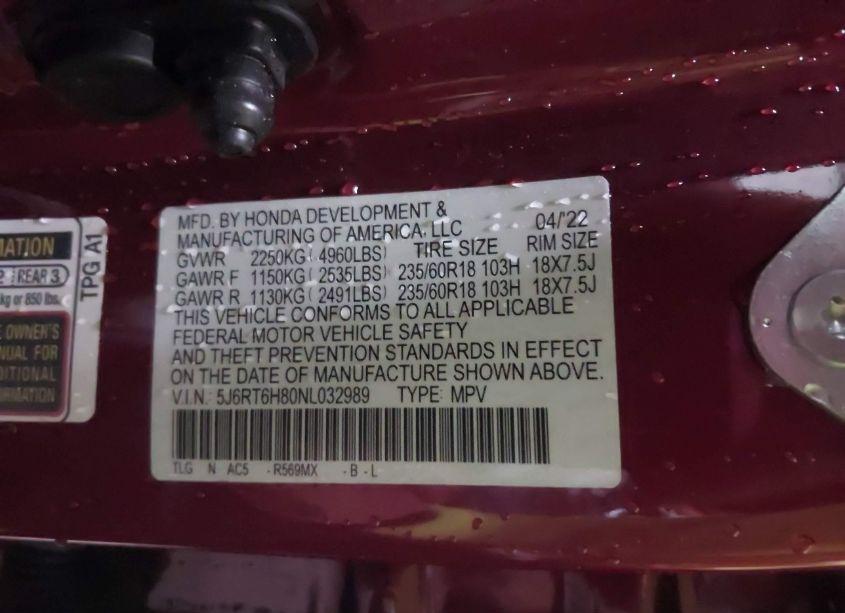 MATION
2 REAR 3
kg or 850 lbs.
E OWNER'S
NUAL FOR
DITIONAL
ORMATION
TPG A1
MFD. BY HONDA DEVELOPMENT &
MANUFACTURING OF AMERICA, LLC 04/'22
GVWR 2250KG ( 4960LBS) TIRE SIZE RIM SIZE
GAWR F 1150KG ( 2535LBS) 235/60R18 103H 18X7.5J
GAWR R 1130KG ( 2491LBS) 235/60R18 103H 18X7.5J
THIS VEHICLE CONFORMS TO ALL APPLICABLE
FEDERAL MOTOR VEHICLE SAFETY
AND THEFT PREVENTION STANDARDS IN EFFECT
ON THE DATE OF MANUFACTURE SHOWN ABOVE.
V.I.N.: 5J6RT6H80NL032989 TYPE: MPV
TLG N AC5 -R569MX -B-L